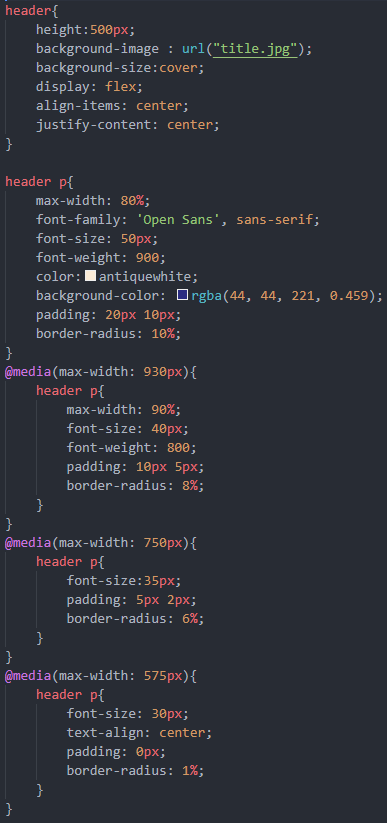 header{
    height:500px;
    background-image : url("title.jpg");
    background-size:cover;
    display: flex;
    align-items: center;
    justify-content: center;
}

header p{
    max-width: 80%;
    font-family: 'Open Sans', sans-serif;
    font-size: 50px;
    font-weight: 900;
    color: antiquewhite;
    background-color: rgba(44, 44, 221, 0.459);
    padding: 20px 10px;
    border-radius: 10%;
}
@media(max-width: 930px){
    header p{
        max-width: 90%;
        font-size: 40px;
        font-weight: 800;
        padding: 10px 5px;
        border-radius: 8%;
    }
}
@media(max-width: 750px){
    header p{
        font-size:35px;
        padding: 5px 2px;
        border-radius: 6%;
    }
}
@media(max-width: 575px){
    header p{
        font-size: 30px;
        text-align: center;
        padding: 0px;
        border-radius: 1%;
    }
}